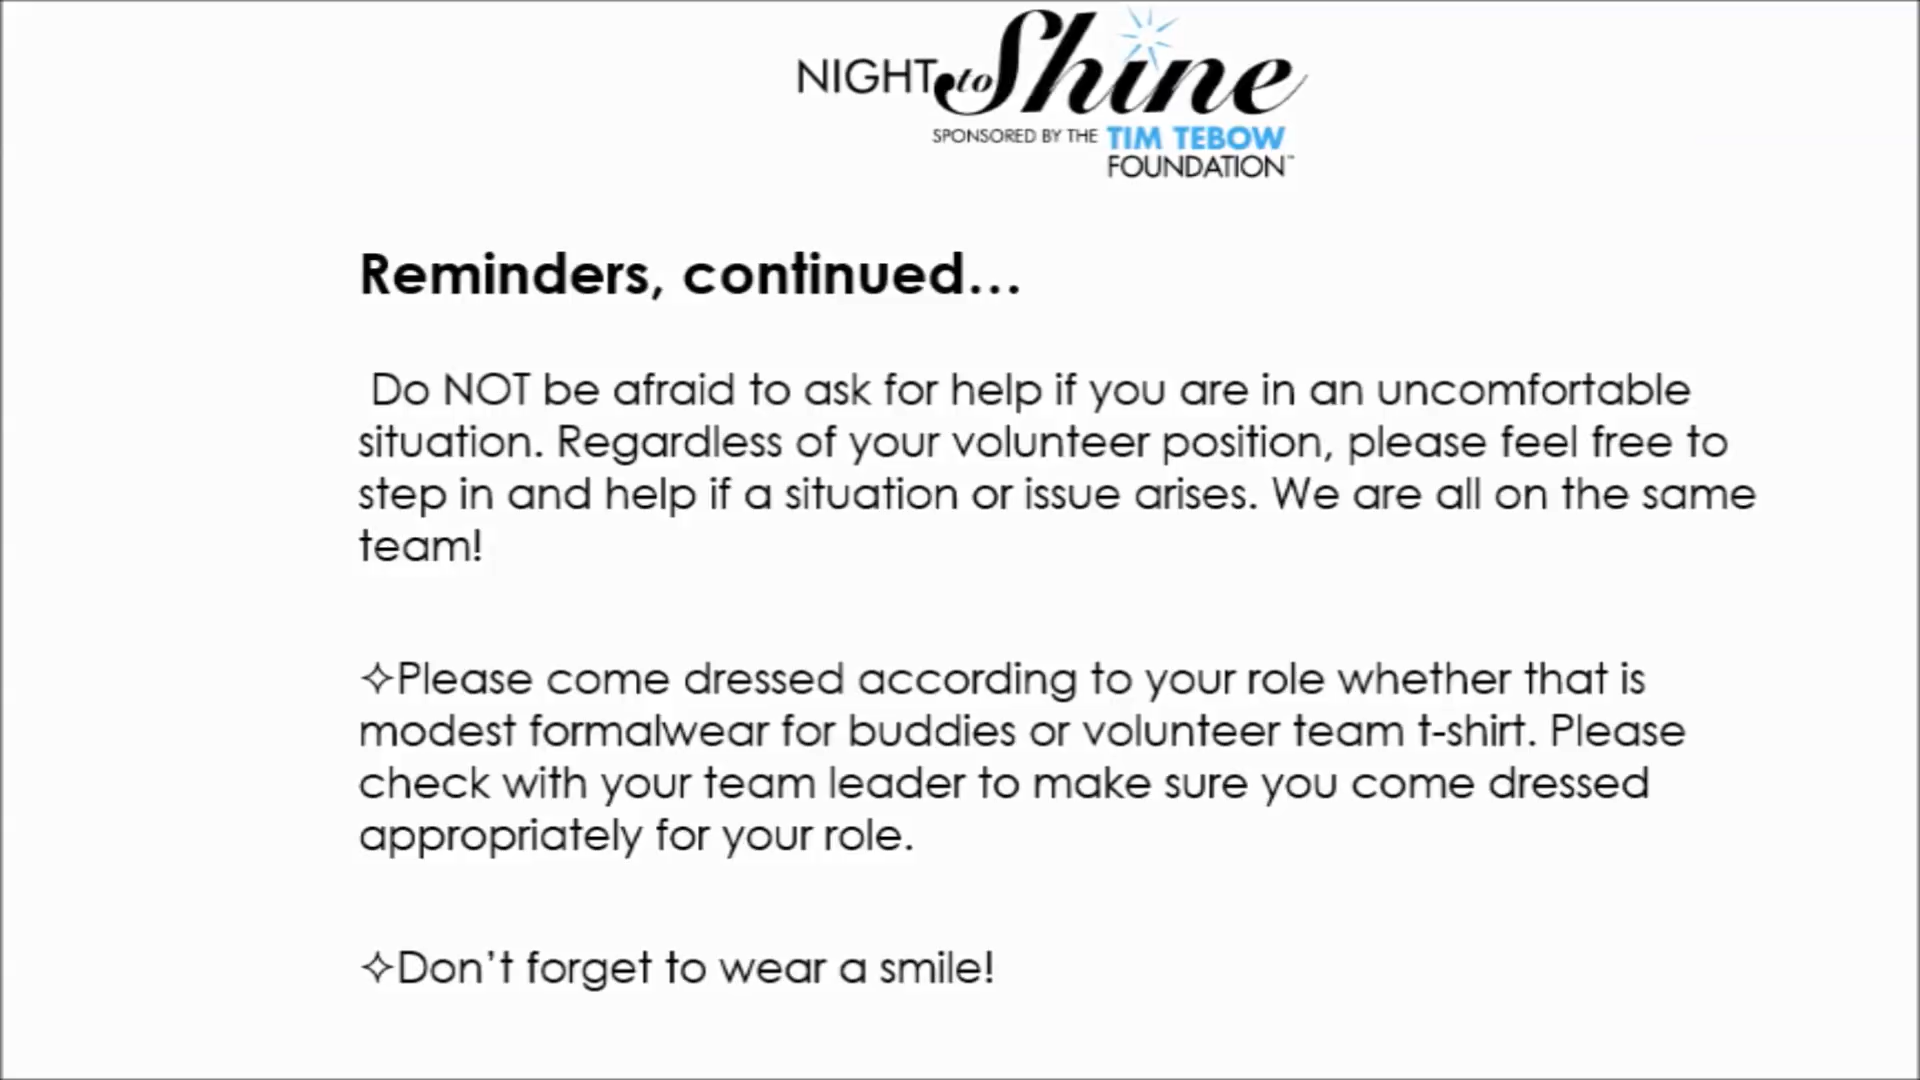 NIGHT to Shine
SPONSORED BY THE TIM TEBOW
FOUNDATION™
Reminders, continued…
Do NOT be afraid to ask for help if you are in an uncomfortable
situation. Regardless of your volunteer position, please feel free to
step in and help if a situation or issue arises. We are all on the same
team!
✧Please come dressed according to your role whether that is
modest formalwear for buddies or volunteer team t-shirt. Please
check with your team leader to make sure you come dressed
appropriately for your role.
✧Don’t forget to wear a smile!